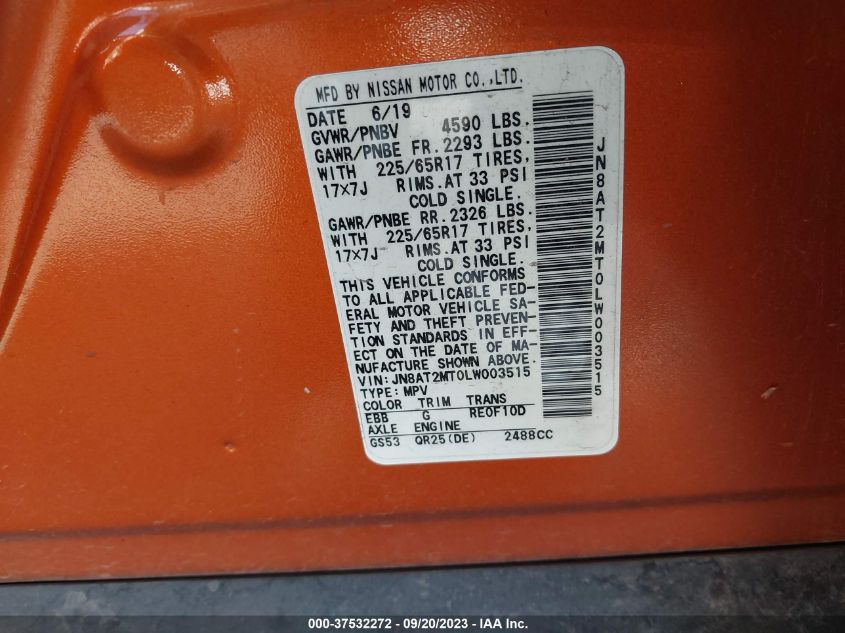 MFD BY NISSAN MOTOR CO.,LTD.
DATE 6/19
GVWR/PNBV 4590 LBS.
GAWR/PNBE FR. 2293 LBS.
WITH 225/65R17 TIRES,
17X7J RIMS. AT 33 PSI
COLD SINGLE.
GAWR/PNBE RR. 2326 LBS.
WITH 225/65R17 TIRES,
17X7J RIMS. AT 33 PSI
COLD SINGLE.
THIS VEHICLE CONFORMS
TO ALL APPLICABLE FED-
ERAL MOTOR VEHICLE SA-
FETY AND THEFT PREVEN-
TION STANDARDS IN EFF-
ECT ON THE DATE OF MA-
NUFACTURE SHOWN ABOVE.
VIN: JN8AT2MT0LW003515
TYPE: MPV
COLOR TRIM TRANS
EBB G RE0F10D
AXLE ENGINE
GS53 QR25(DE) 2488CC
JN8AT2MT0LW003515
000-37532272 - 09/20/2023 - IAAI.com